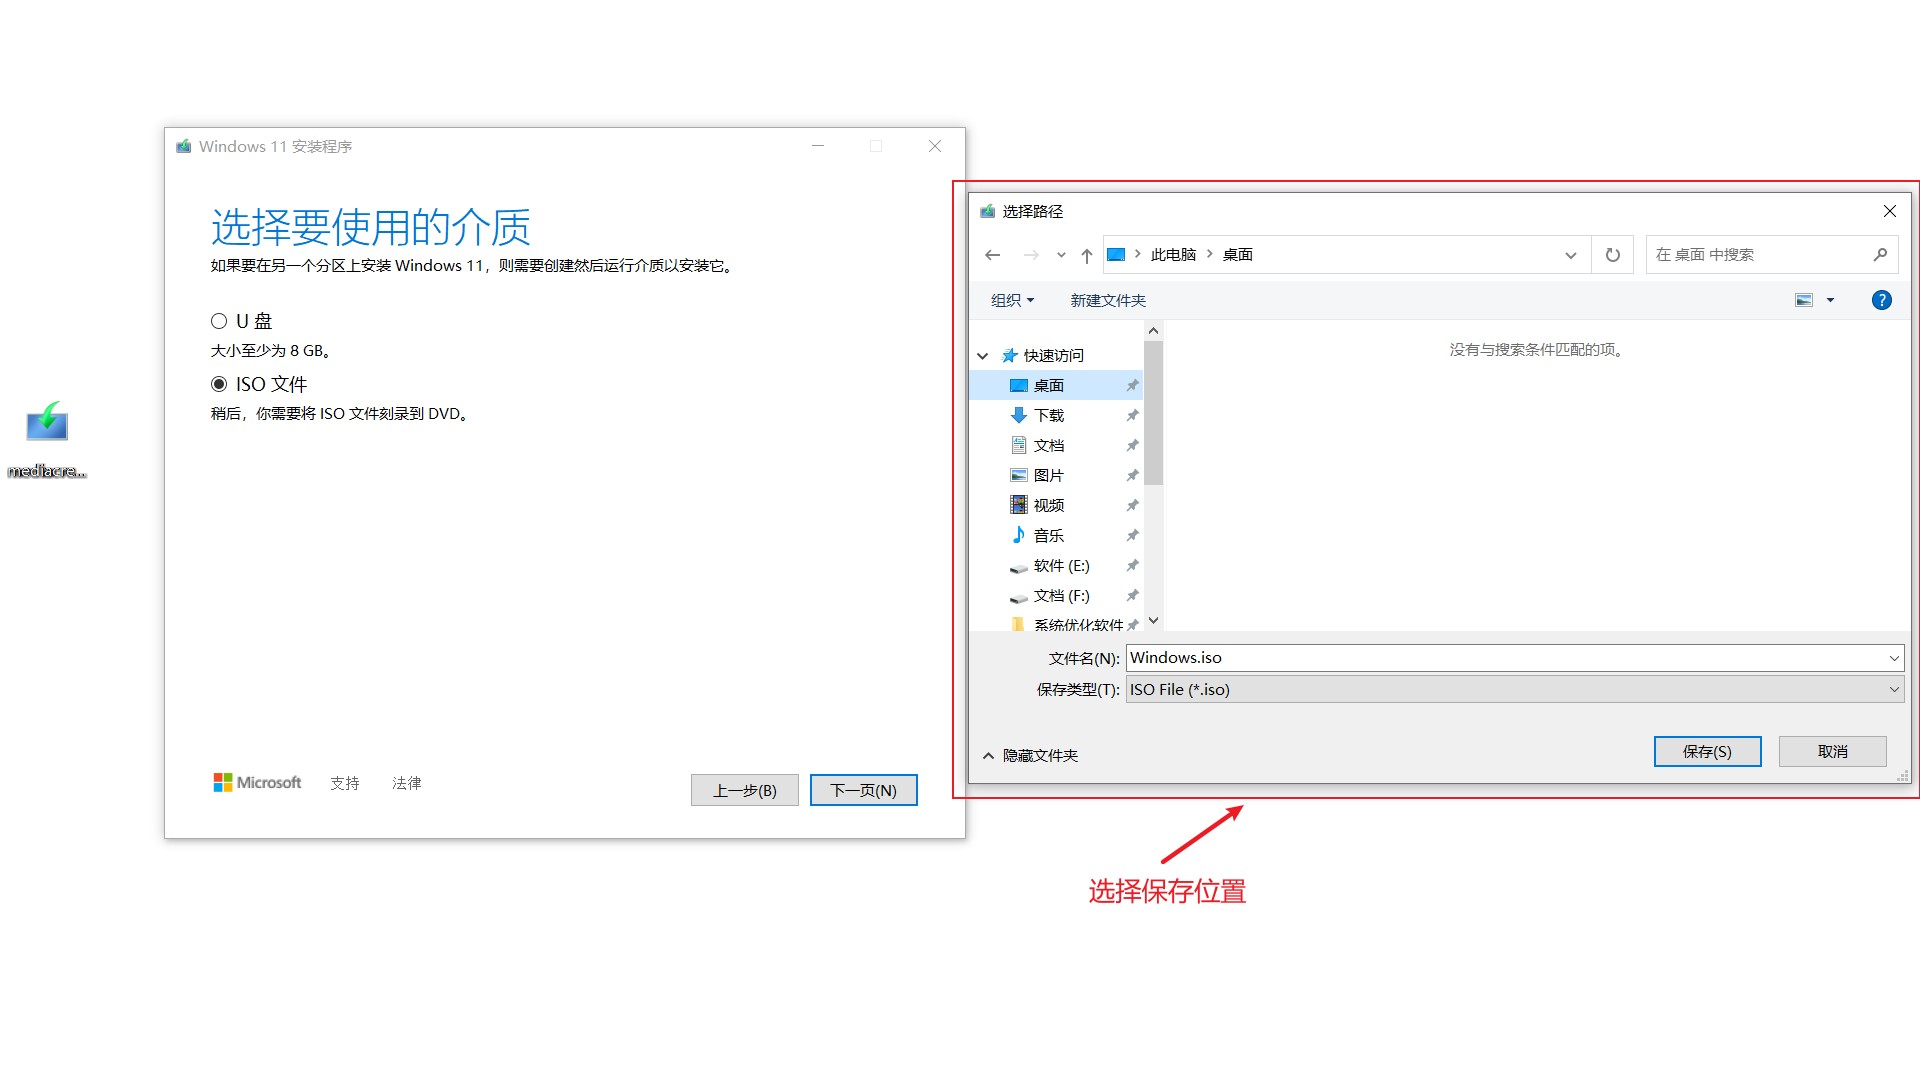 Windows 11 安装程序
选择要使用的介质
如果要在另一个分区上安装 Windows 11，则需要创建然后运行介质以安装它。
U 盘
大小至少为 8 GB。
ISO 文件
稍后，你需要将 ISO 文件刻录到 DVD。
mediacre...
Microsoft 支持 法律
上一步(B) 下一页(N)
选择路径
此电脑 桌面
在 桌面 中搜索
组织 新建文件夹
没有与搜索条件匹配的项。
快速访问
桌面
下载
文档
图片
视频
音乐
软件 (E:)
文档 (F:)
系统优化软件
文件名(N): Windows.iso
保存类型(T): ISO File (*.iso)
隐藏文件夹
保存(S) 取消
选择保存位置